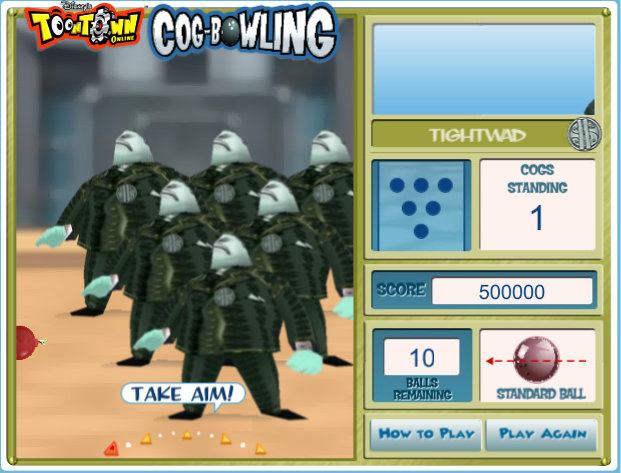 Disney's
TOONTOWN
ONLINE
COG-BOWLING
TIGHTWAD
COGS
STANDING
1
SCORE 500000
10
BALLS
REMAINING
STANDARD BALL
TAKE AIM!
HOW TO PLAY
PLAY AGAIN